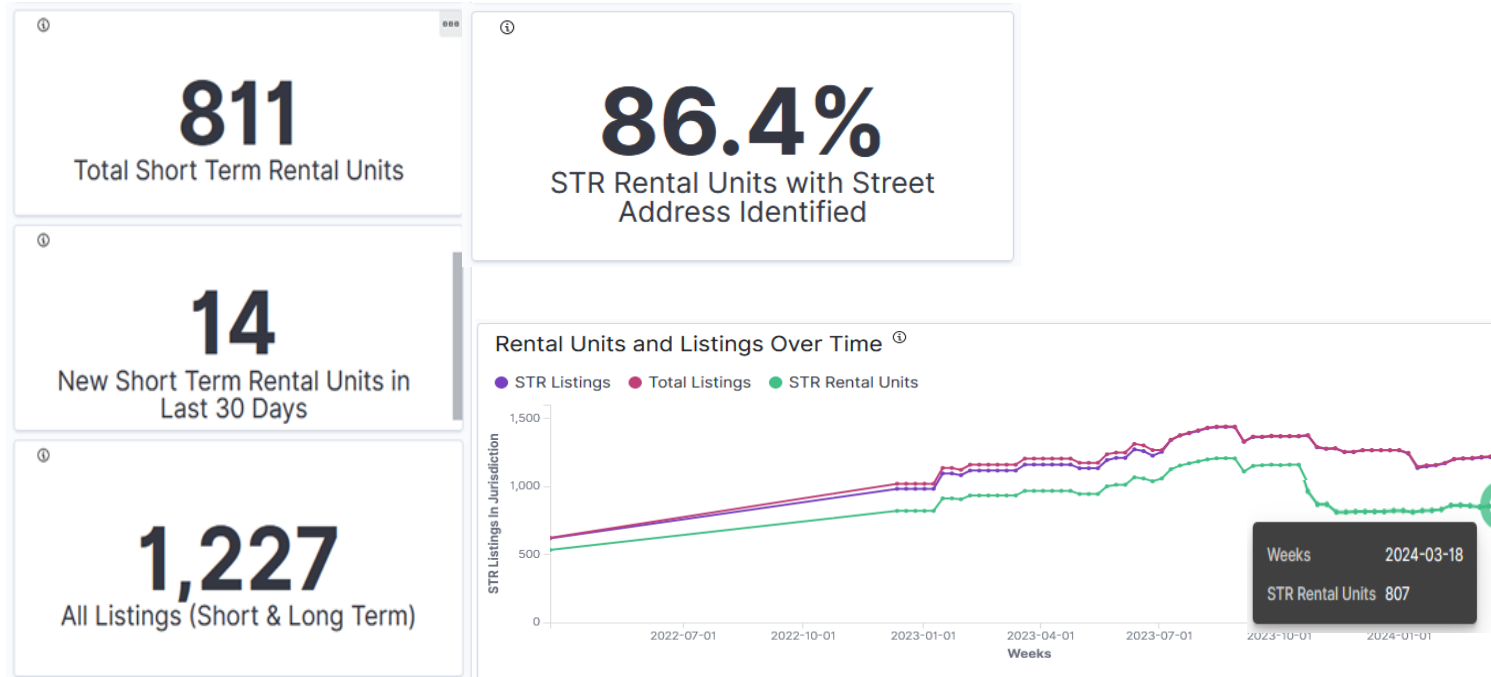 811
Total Short Term Rental Units
86.4%
STR Rental Units with Street
Address Identified
14
New Short Term Rental Units in
Last 30 Days
1,227
All Listings (Short & Long Term)
Rental Units and Listings Over Time
STR Listings
Total Listings
STR Rental Units
STR Listings In Jurisdiction
1,500
1,000
500
0
2022-07-01
2022-10-01
2023-01-01
2023-04-01
2023-07-01
2023-10-01
2024-01-01
Weeks
Weeks 2024-03-18
STR Rental Units 807